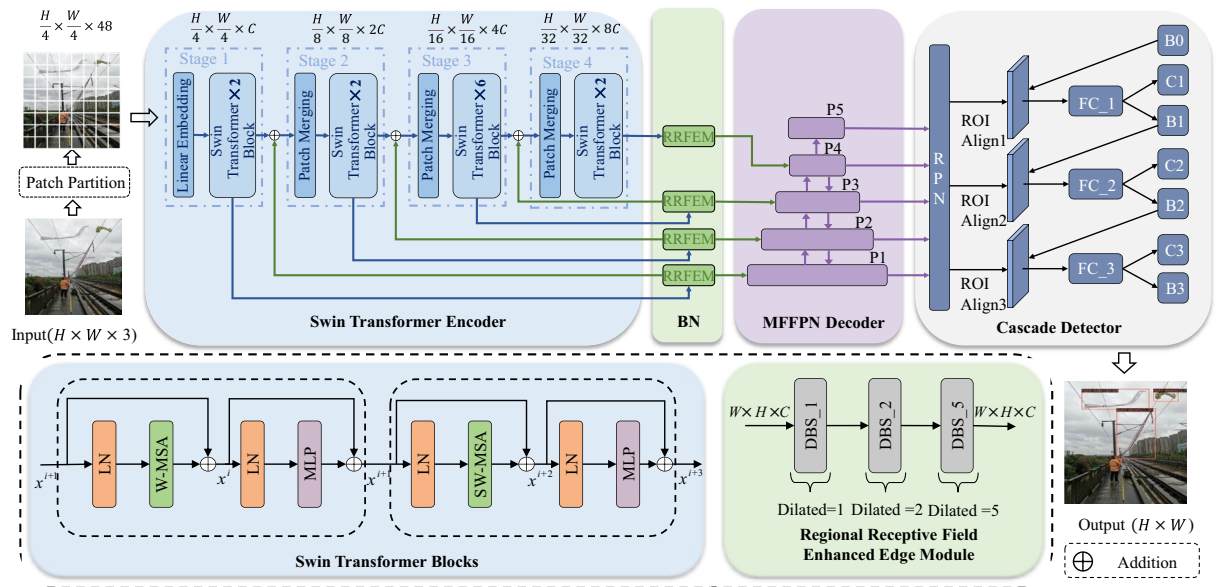 H/4 × W/4 × 48
Patch Partition
Input(H × W × 3)
H/4 × W/4 × C
H/8 × W/8 × 2C
H/16 × W/16 × 4C
H/32 × W/32 × 8C
Stage 1
Stage 2
Stage 3
Stage 4
Linear Embedding
Swin Transformer Block ×2
Patch Merging
Swin Transformer Block ×2
Patch Merging
Swin Transformer Block ×6
Patch Merging
Swin Transformer Block ×2
Swin Transformer Encoder
RRFEM
RRFEM
RRFEM
RRFEM
BN
P5
P4
P3
P2
P1
MFFPN Decoder
RPN
ROI
Align1
ROI
Align2
ROI
Align3
FC_1
FC_2
FC_3
B0
C1
B1
C2
B2
C3
B3
Cascade Detector
x^{i+1}
LN
W-MSA
x^{i}
LN
MLP
x^{i+1}
LN
SW-MSA
x^{i+2}
LN
MLP
x^{i+3}
Swin Transformer Blocks
W×H×C
DBS_1
DBS_2
DBS_5
W×H×C
Dilated=1
Dilated =2
Dilated =5
Regional Receptive Field
Enhanced Edge Module
Output (H × W)
⊕ Addition